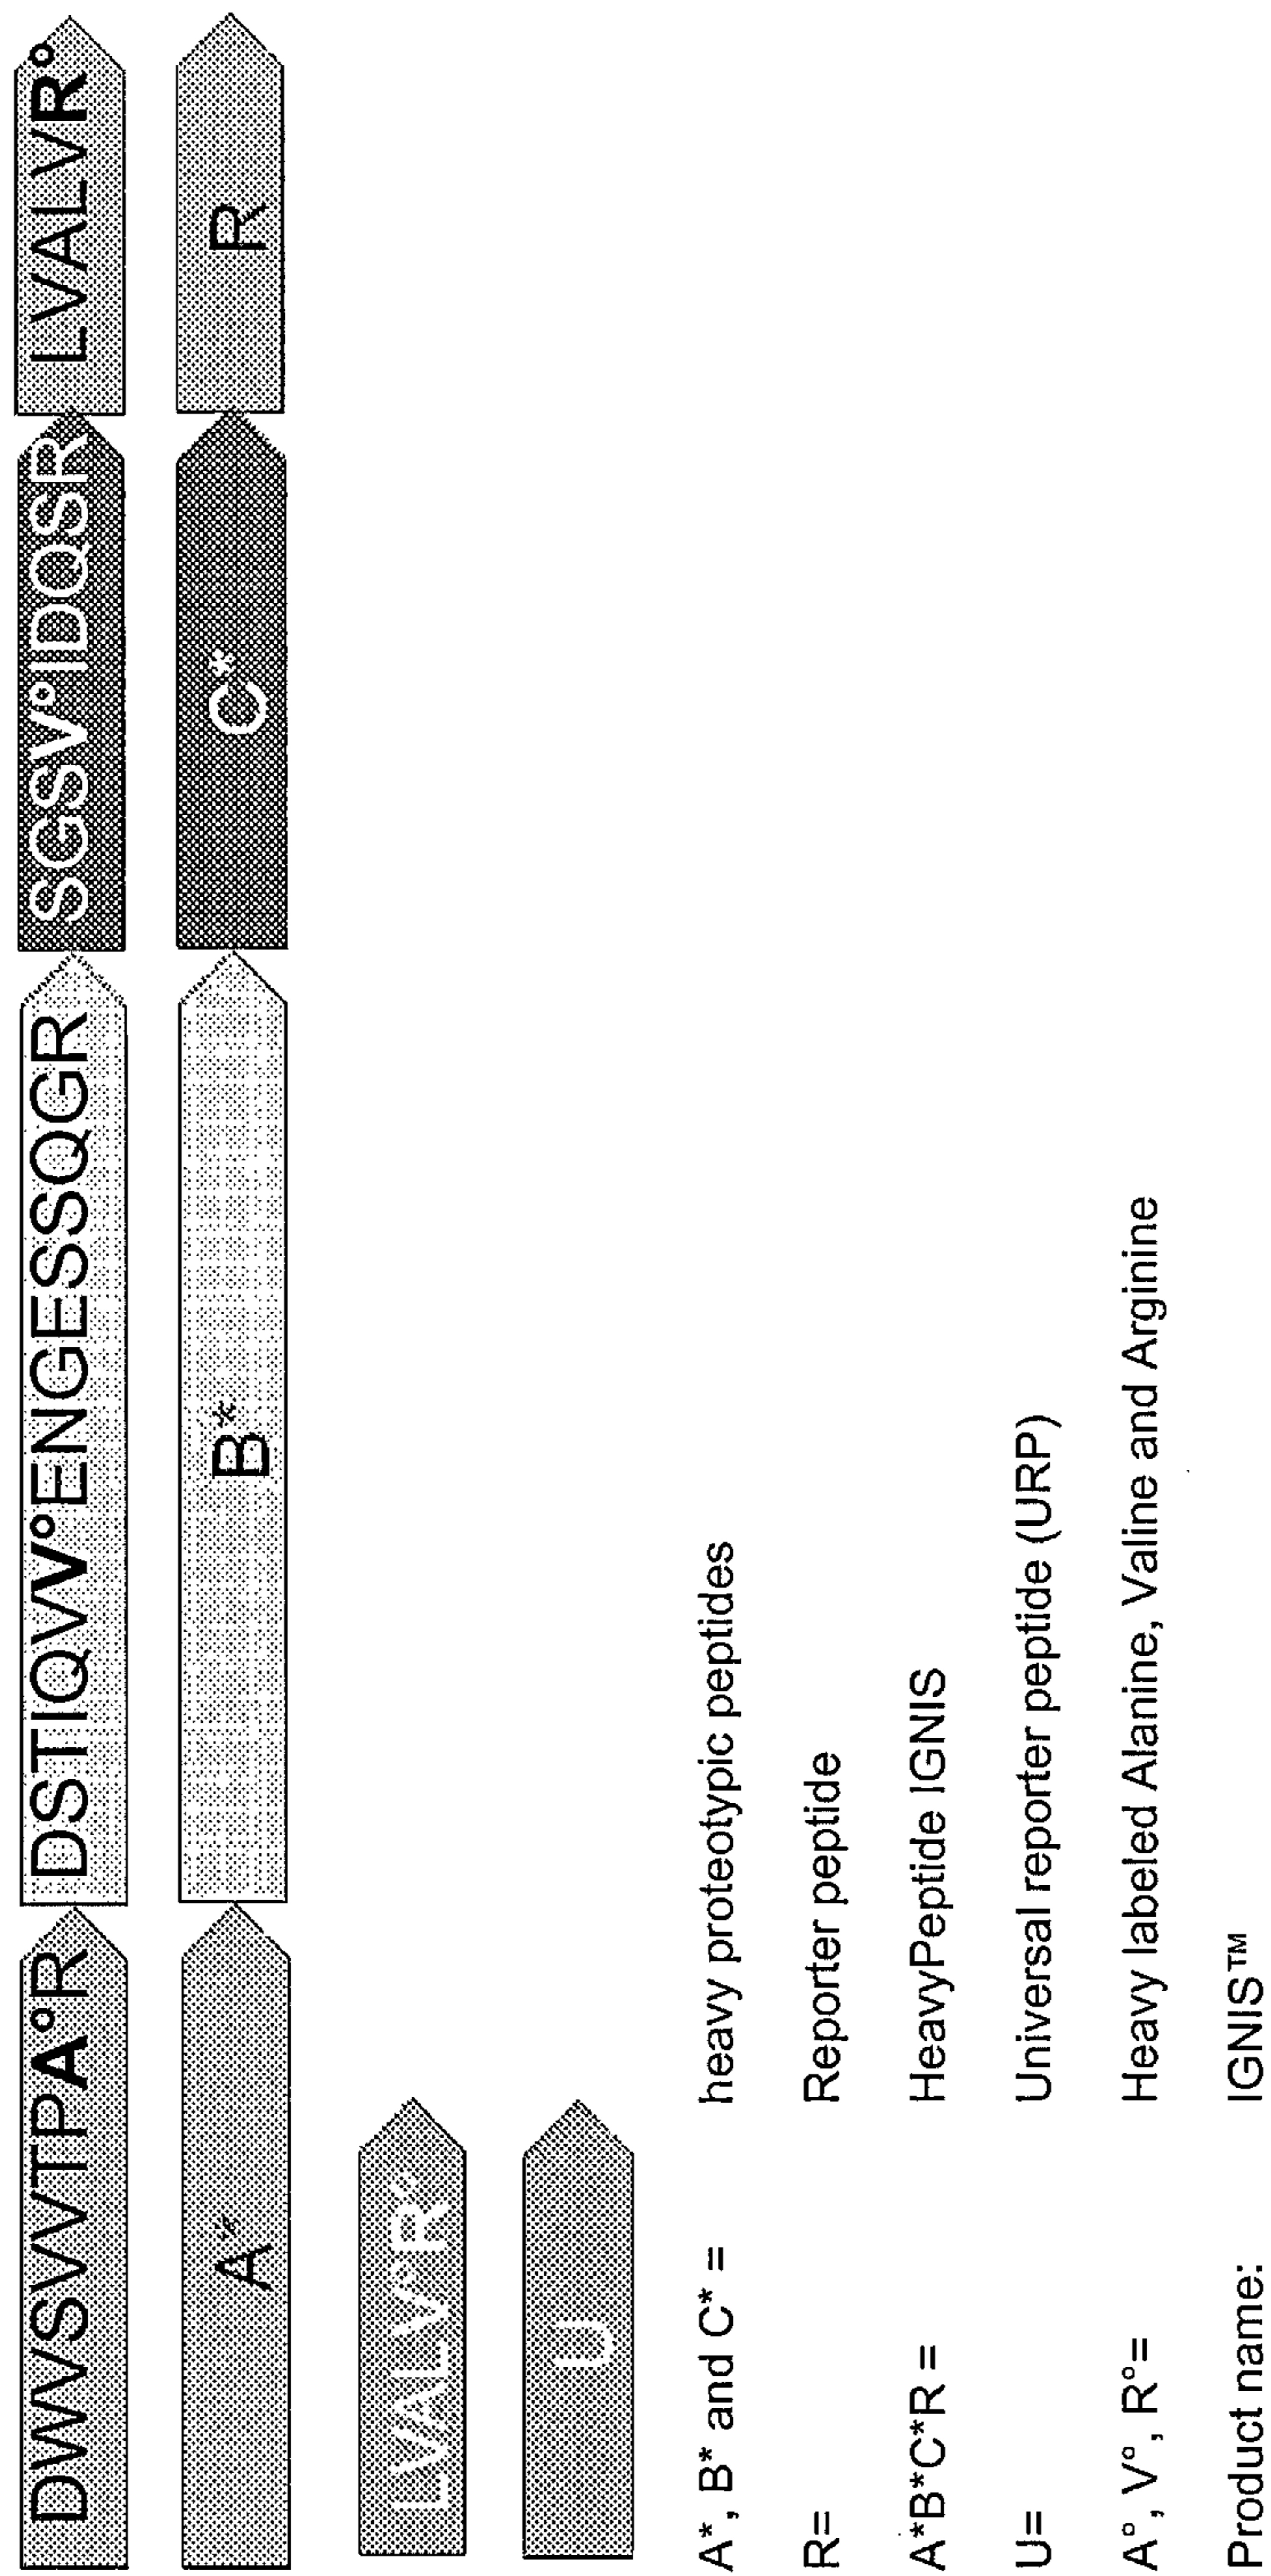 DWVSVVTPA°R DSTIQVV°ENGESSQGR SGSV°IDQSR LVALVR°
A* B* C* R
LVALV°R°
U
A*, B* and C* = heavy proteotypic peptides
R= Reporter peptide
A*B*C*R = HeavyPeptide IGNIS
U= Universal reporter peptide (URP)
A°, V°, R°= Heavy labeled Alanine, Valine and Arginine
Product name: IGNIS™